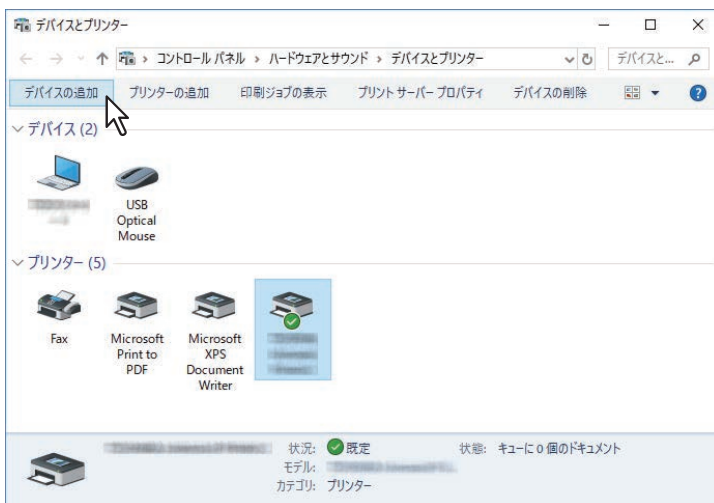 デバイスとプリンター
コントロール パネル › ハードウェアとサウンド › デバイスとプリンター
デバイスと...
デバイスの追加 プリンターの追加 印刷ジョブの表示 プリント サーバー プロパティ デバイスの削除
デバイス (2)
USB
Optical
Mouse
プリンター (5)
Fax
Microsoft
Print to
PDF
Microsoft
XPS
Document
Writer
状況: 既定 状態: キューに 0 個のドキュメント
モデル:
カテゴリ: プリンター